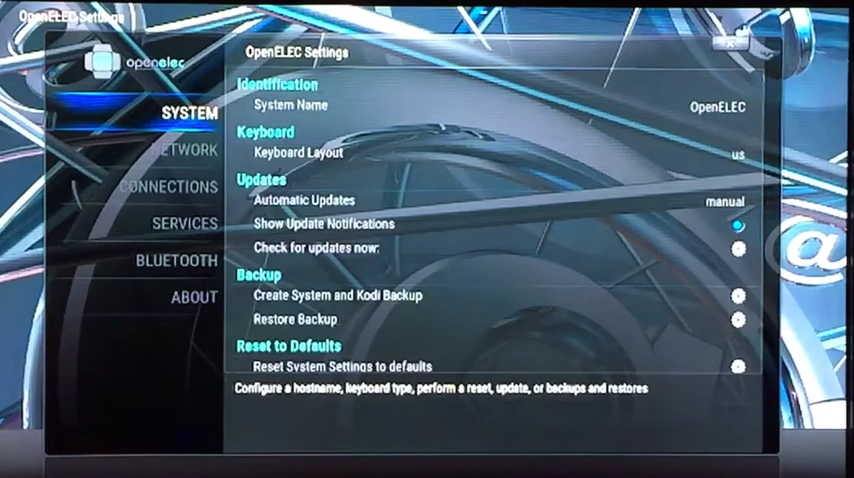 OpenELEC Settings
openelec
OpenELEC Settings
SYSTEM
NETWORK
CONNECTIONS
SERVICES
BLUETOOTH
ABOUT
Identification
System Name OpenELEC
Keyboard
Keyboard Layout us
Updates
Automatic Updates manual
Show Update Notifications
Check for updates now:
Backup
Create System and Kodi Backup
Restore Backup
Reset to Defaults
Reset System Settings to defaults
Configure a hostname, keyboard type, perform a reset, update, or backups and restores
@